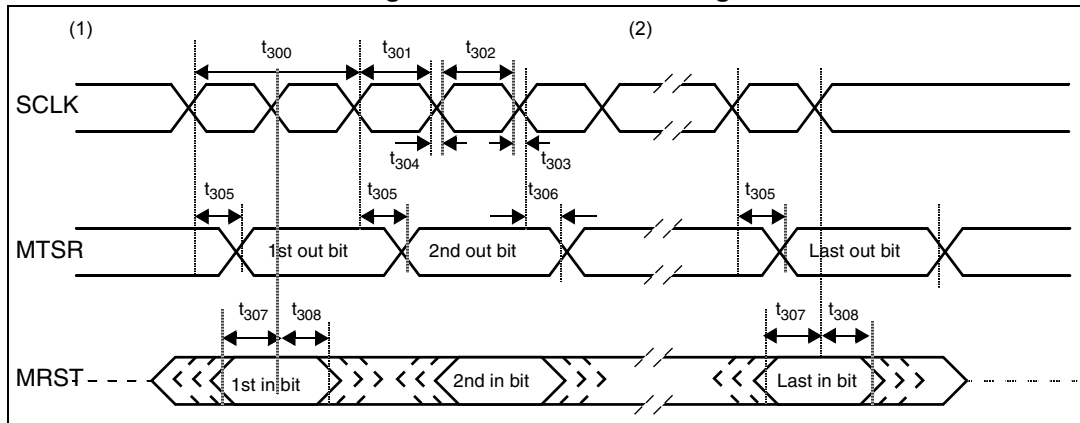 (1) (2)
t300 t301 t302
SCLK
t304 t303
t305 t305 t306 t305
MTSR 1st out bit 2nd out bit Last out bit
t307 t308 t307 t308
MRST 1st in bit 2nd in bit Last in bit